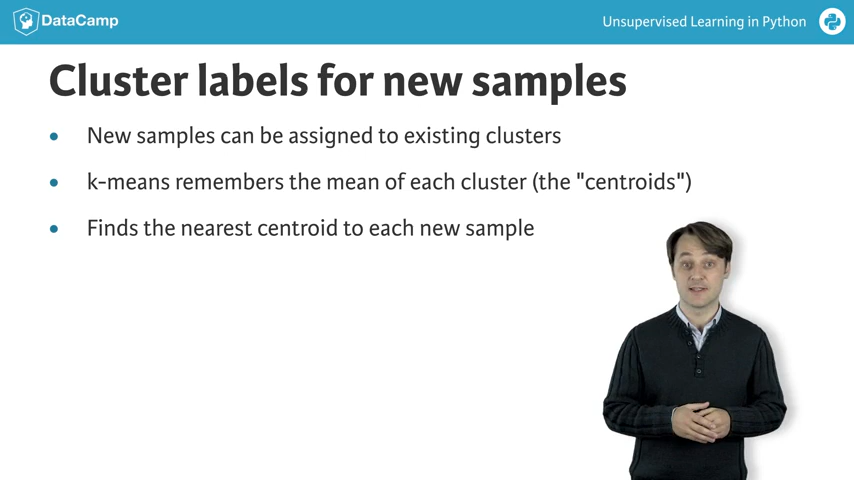 DataCamp
Unsupervised Learning in Python
Cluster labels for new samples
• New samples can be assigned to existing clusters
• k-means remembers the mean of each cluster (the "centroids")
• Finds the nearest centroid to each new sample